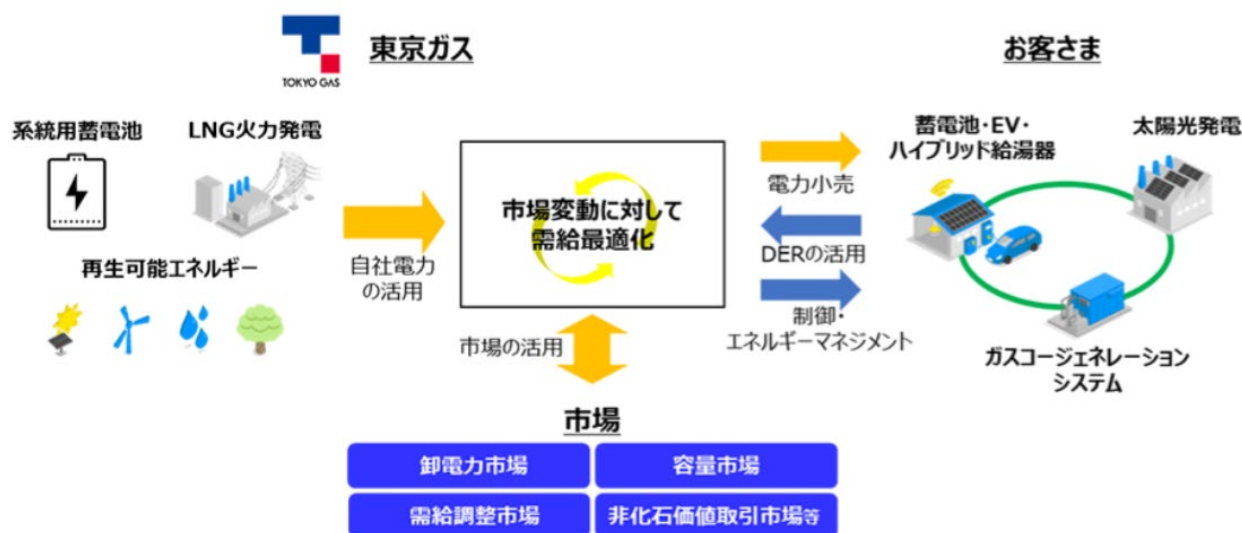 TOKYO GAS
東京ガス
お客さま
系統用蓄電池
LNG火力発電
再生可能エネルギー
自社電力
の活用
市場変動に対して
需給最適化
電力小売
DERの活用
制御・
エネルギーマネジメント
蓄電池・EV・
ハイブリッド給湯器
太陽光発電
ガスコージェネレーション
システム
市場の活用
市場
卸電力市場
容量市場
需給調整市場
非化石価値取引市場等